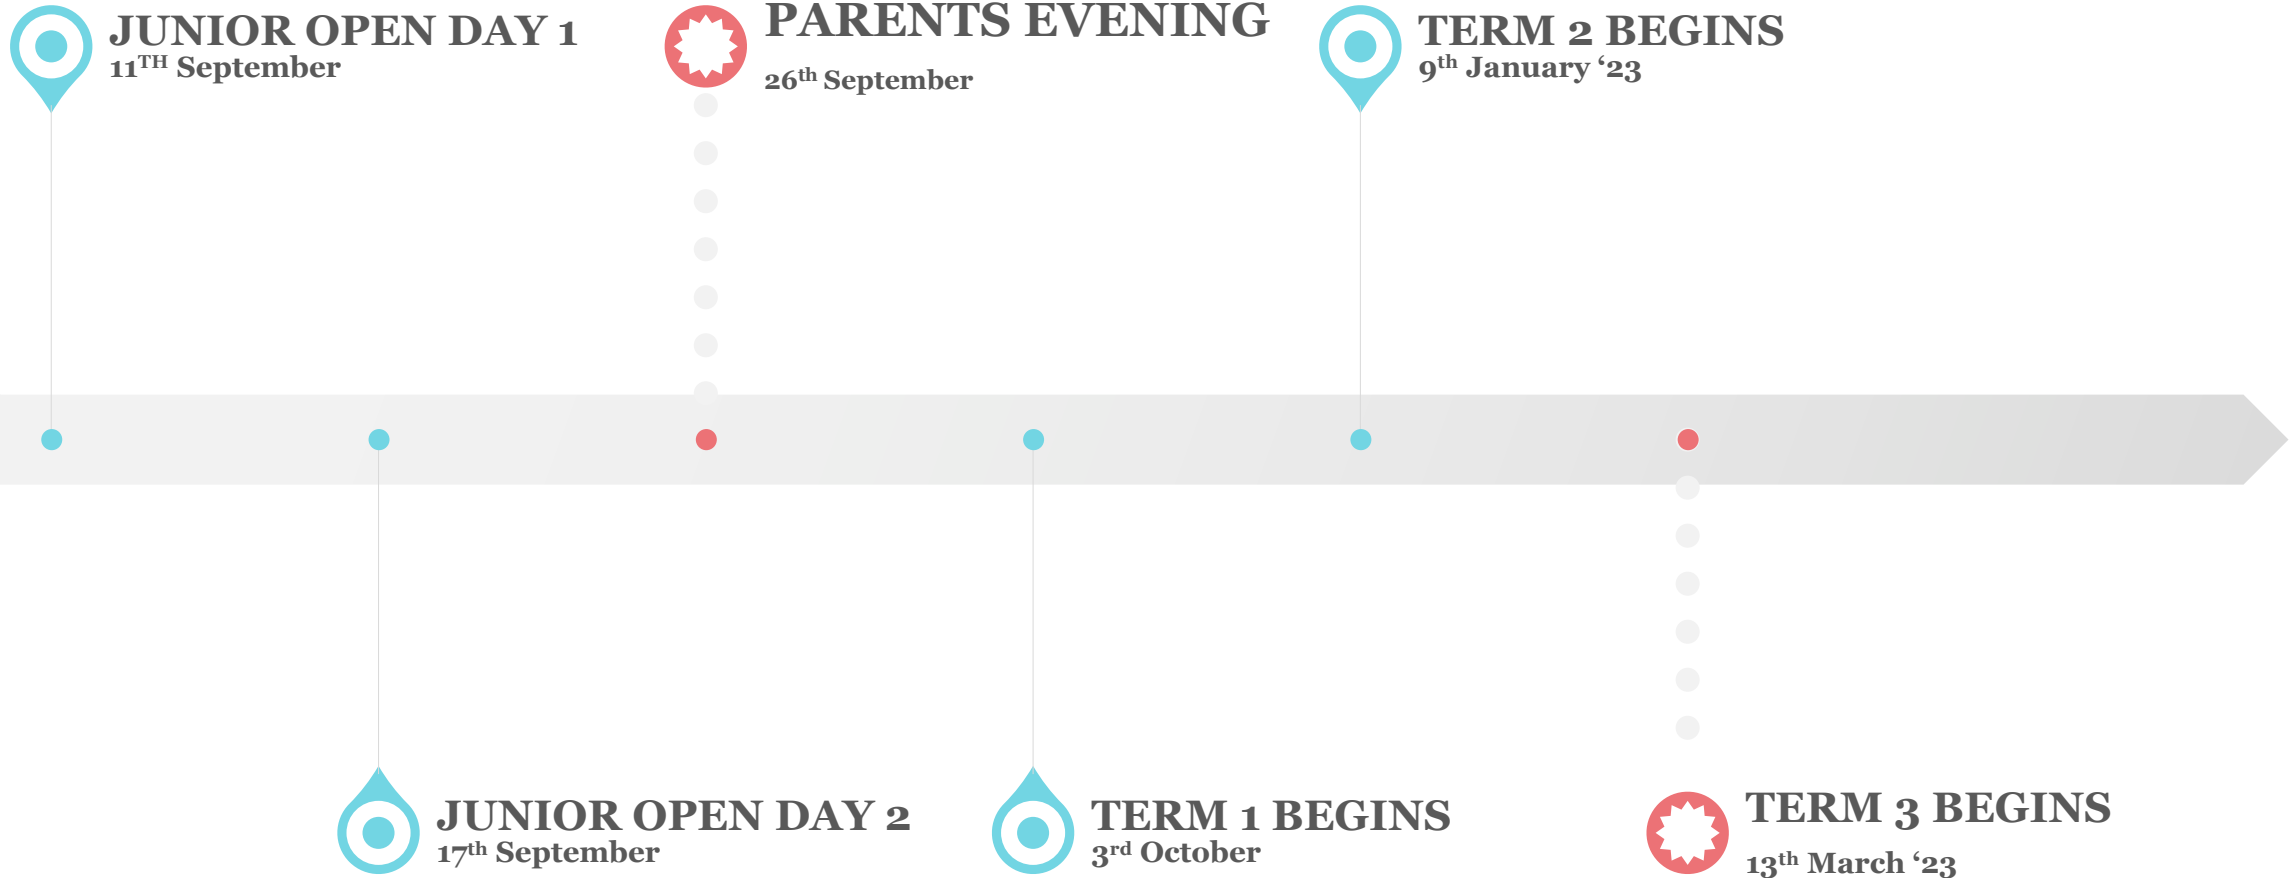 JUNIOR OPEN DAY 1
11TH September
PARENTS EVENING
26th September
TERM 2 BEGINS
9th January ‘23
JUNIOR OPEN DAY 2
17th September
TERM 1 BEGINS
3rd October
TERM 3 BEGINS
13th March ‘23